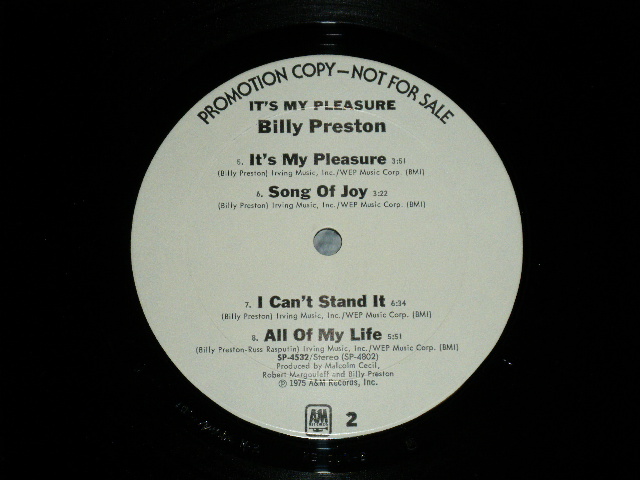 PROMOTION COPY—NOT FOR SALE
IT'S MY PLEASURE
Billy Preston
5. It's My Pleasure 3:51
(Billy Preston) Irving Music, Inc./WEP Music Corp. (BMI)
6. Song Of Joy 3:22
(Billy Preston) Irving Music, Inc./WEP Music Corp. (BMI)
7. I Can't Stand It 6:34
(Billy Preston) Irving Music, Inc./WEP Music Corp. (BMI)
8. All Of My Life 5:51
(Billy Preston-Russ Rasputin) Irving Music, Inc./WEP Music Corp. (BMI)
SP-4532/Stereo (SP-4802)
Produced by Malcolm Cecil,
Robert Margouleff and Billy Preston
℗ 1975 A&M Records, Inc.
A&M
RECORDS
2